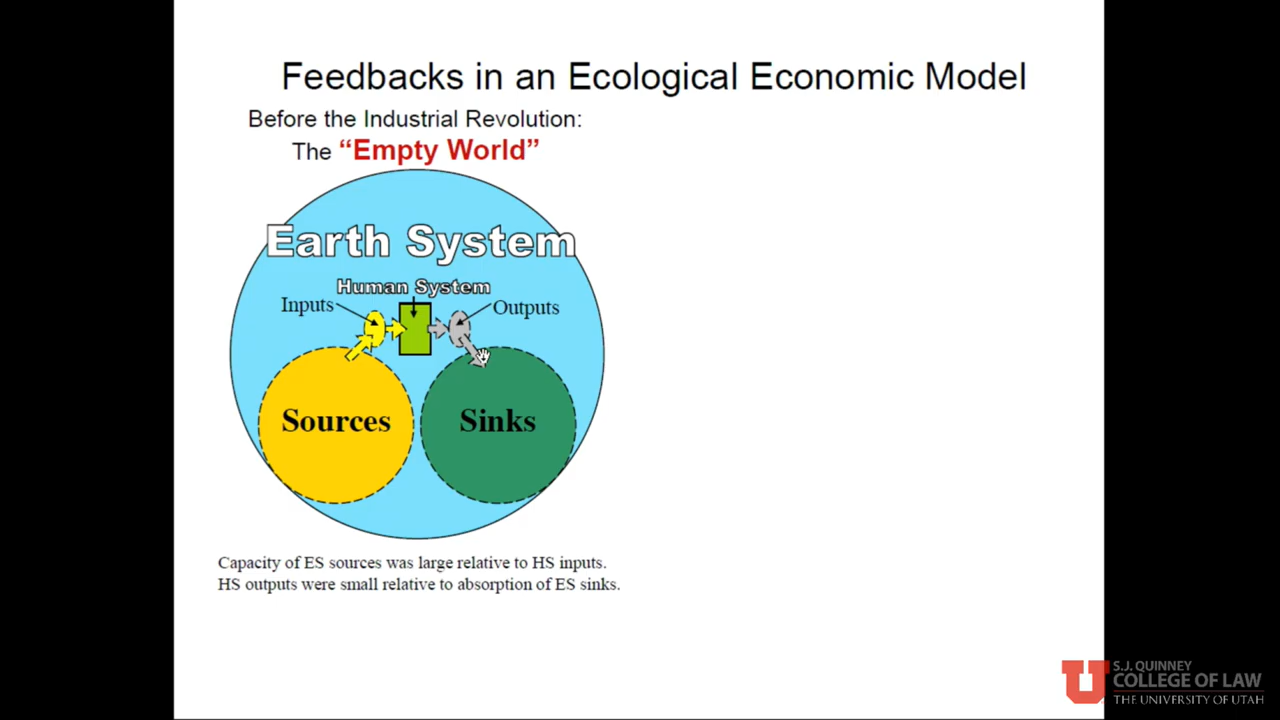 Feedbacks in an Ecological Economic Model
Before the Industrial Revolution:
The “Empty World”
Earth System
Human System
Inputs
Outputs
Sources
Sinks
Capacity of ES sources was large relative to HS inputs.
HS outputs were small relative to absorption of ES sinks.
U
S.J. QUINNEY
COLLEGE OF LAW
THE UNIVERSITY OF UTAH